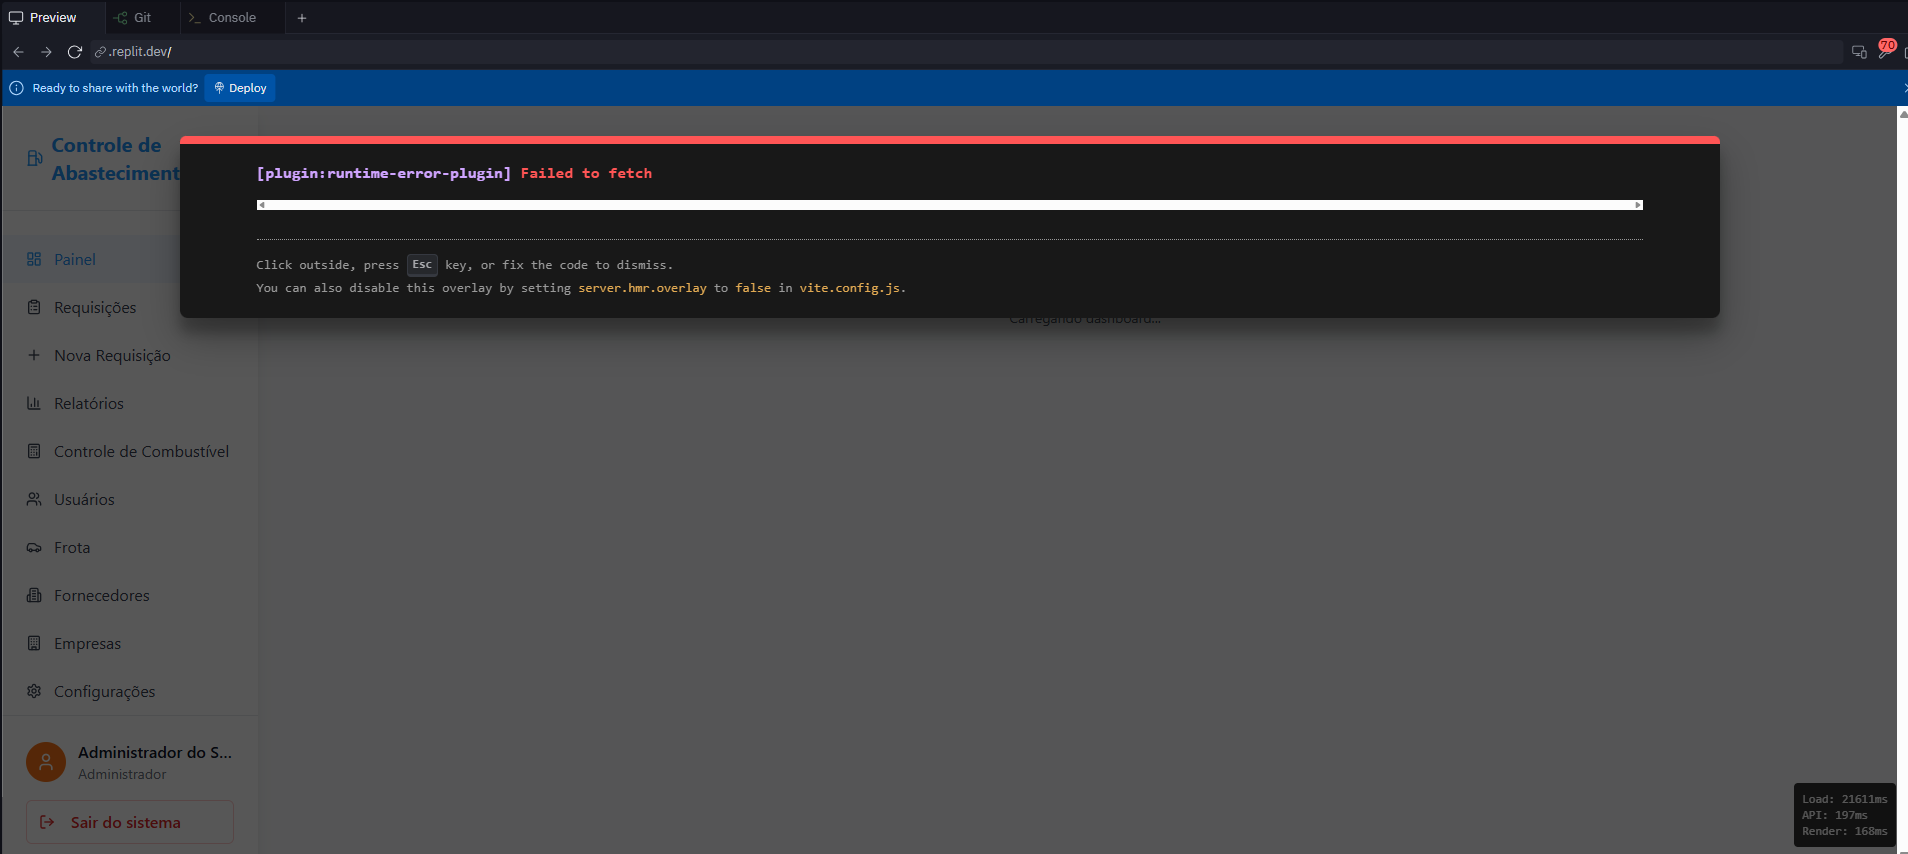 Preview
Git
Console
.replit.dev/
70
Ready to share with the world?
Deploy
Controle de
Abasteciment
[plugin:runtime-error-plugin] Failed to fetch
Click outside, press Esc key, or fix the code to dismiss.
You can also disable this overlay by setting server.hmr.overlay to false in vite.config.js.
Carregando dashboard...
Painel
Requisições
Nova Requisição
Relatórios
Controle de Combustível
Usuários
Frota
Fornecedores
Empresas
Configurações
Administrador do S...
Administrador
Sair do sistema
Load: 21611ms
API: 197ms
Render: 168ms